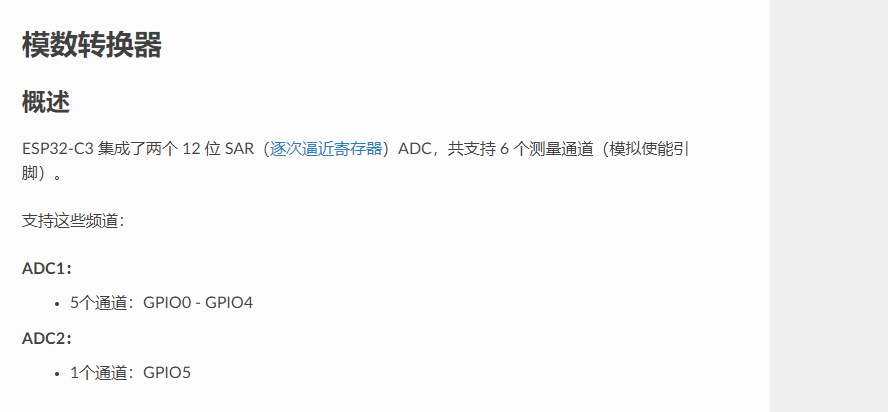 模数转换器
概述
ESP32-C3 集成了两个 12 位 SAR（逐次逼近寄存器）ADC，共支持 6 个测量通道（模拟使能引
脚）。
支持这些频道：
ADC1：
• 5个通道：GPIO0 - GPIO4
ADC2：
• 1个通道：GPIO5